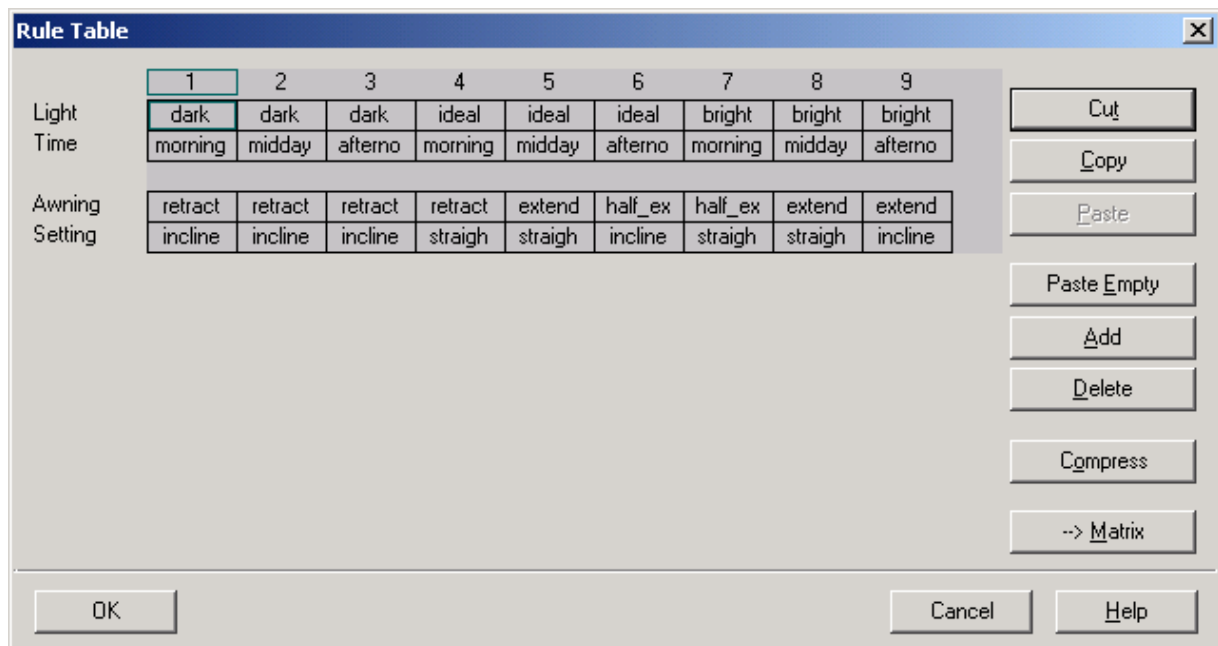 Rule Table
1 2 3 4 5 6 7 8 9
Light dark dark dark ideal ideal ideal bright bright bright
Time morning midday afterno morning midday afterno morning midday afterno
Awning retract retract retract retract extend half_ex half_ex extend extend
Setting incline incline incline straigh straigh incline straigh straigh incline
Cut
Copy
Paste
Paste Empty
Add
Delete
Compress
--> Matrix
OK Cancel Help